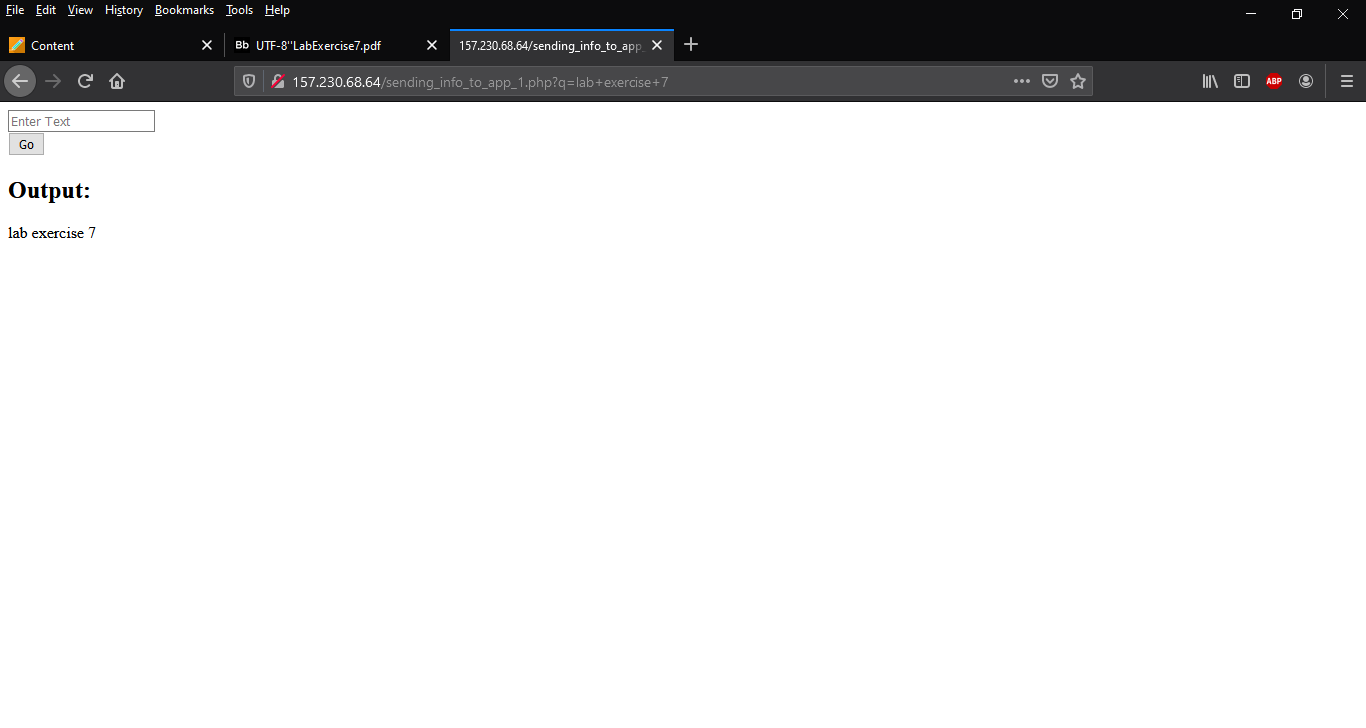 File Edit View History Bookmarks Tools Help
Content
Bb UTF-8''LabExercise7.pdf
157.230.68.64/sending_info_to_app_
157.230.68.64/sending_info_to_app_1.php?q=lab+exercise+7
ABP
Enter Text
Go
Output:
lab exercise 7